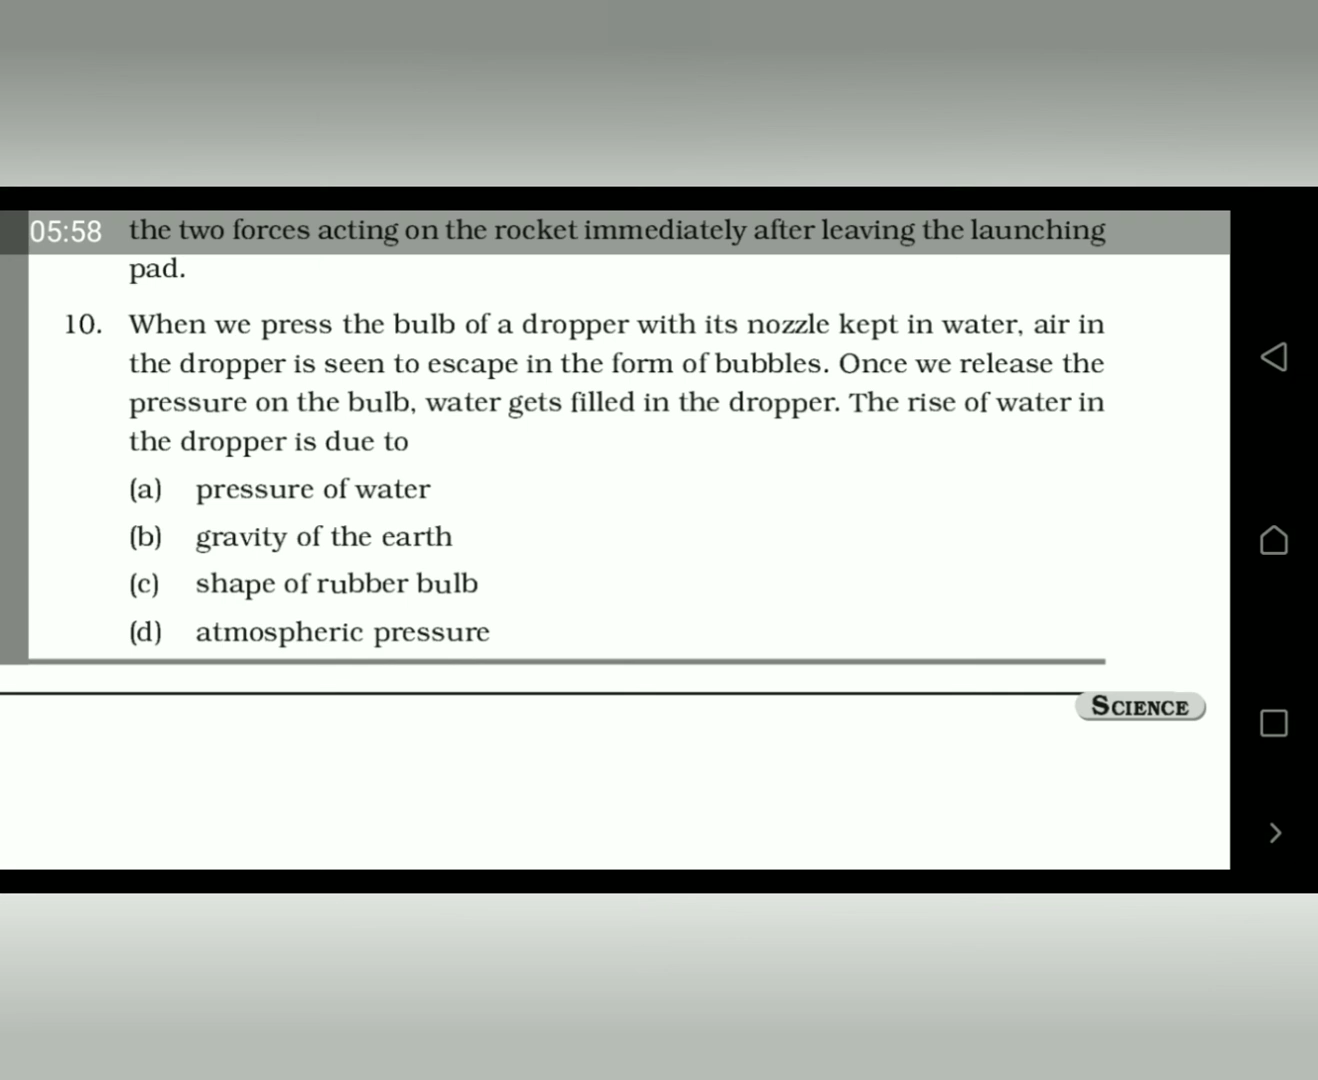 05:58 the two forces acting on the rocket immediately after leaving the launching
pad.
10. When we press the bulb of a dropper with its nozzle kept in water, air in
the dropper is seen to escape in the form of bubbles. Once we release the
pressure on the bulb, water gets filled in the dropper. The rise of water in
the dropper is due to
(a) pressure of water
(b) gravity of the earth
(c) shape of rubber bulb
(d) atmospheric pressure
SCIENCE